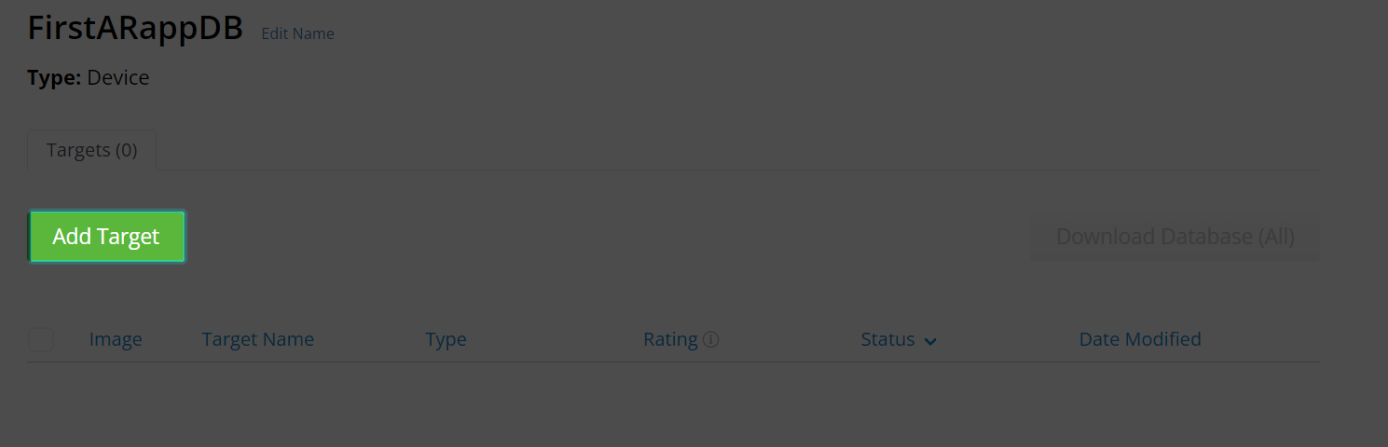 FirstARappDB Edit Name
Type: Device
Targets (0)
Add Target Download Database (All)
Image Target Name Type Rating Status Date Modified